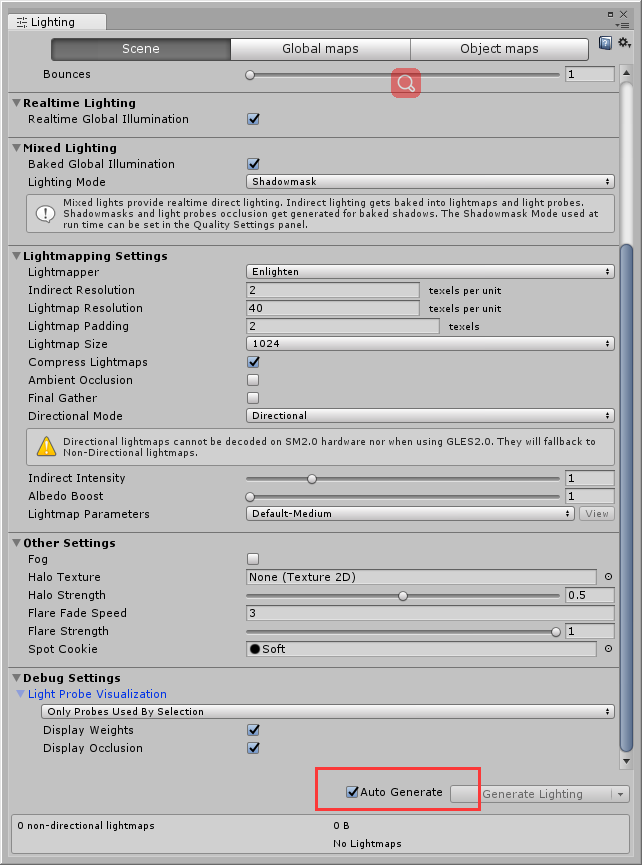 Lighting
Scene Global maps Object maps
Bounces 1
Realtime Lighting
Realtime Global Illumination
Mixed Lighting
Baked Global Illumination
Lighting Mode Shadowmask
Mixed lights provide realtime direct lighting. Indirect lighting gets baked into lightmaps and light probes.
Shadowmasks and light probes occlusion get generated for baked shadows. The Shadowmask Mode used at
run time can be set in the Quality Settings panel.
Lightmapping Settings
Lightmapper Enlighten
Indirect Resolution 2 texels per unit
Lightmap Resolution 40 texels per unit
Lightmap Padding 2 texels
Lightmap Size 1024
Compress Lightmaps
Ambient Occlusion
Final Gather
Directional Mode Directional
Directional lightmaps cannot be decoded on SM2.0 hardware nor when using GLES2.0. They will fallback to
Non-Directional lightmaps.
Indirect Intensity 1
Albedo Boost 1
Lightmap Parameters Default-Medium View
Other Settings
Fog
Halo Texture None (Texture 2D)
Halo Strength 0.5
Flare Fade Speed 3
Flare Strength 1
Spot Cookie Soft
Debug Settings
Light Probe Visualization
Only Probes Used By Selection
Display Weights
Display Occlusion
Auto Generate Generate Lighting
0 non-directional lightmaps 0 B
No Lightmaps